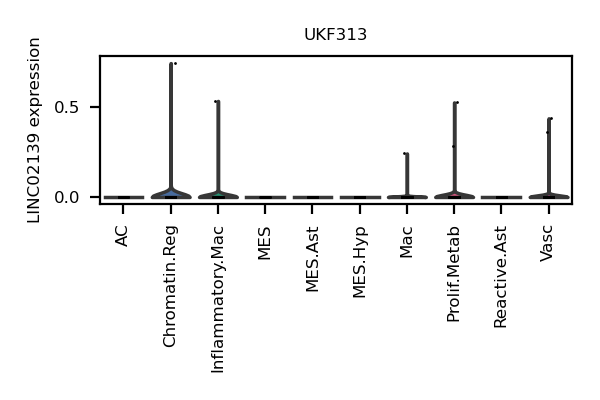 UKF313
LINC02139 expression
0.5
0.0
AC
Chromatin.Reg
Inflammatory.Mac
MES
MES.Ast
MES.Hyp
Mac
Prolif.Metab
Reactive.Ast
Vasc